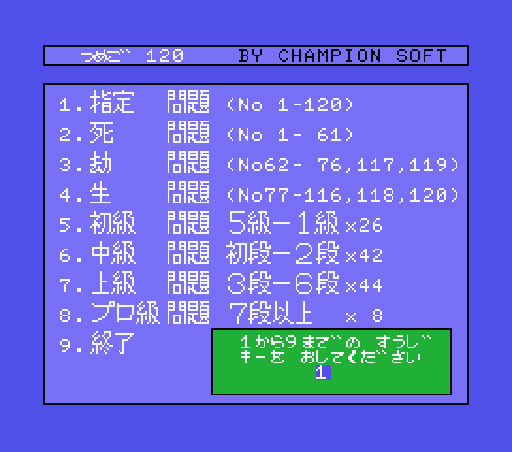 つめご 120 BY CHAMPION SOFT
1.指定 問題 (No 1-120)
2.死 問題 (No 1- 61)
3.劫 問題 (No62- 76,117,119)
4.生 問題 (No77-116,118,120)
5.初級 問題 5級ー1級×26
6.中級 問題 初段ー2段×42
7.上級 問題 3段ー6段×44
8.プロ級 問題 7段以上 × 8
9.終了
1から9までの すうじ
キーを おしてください
1